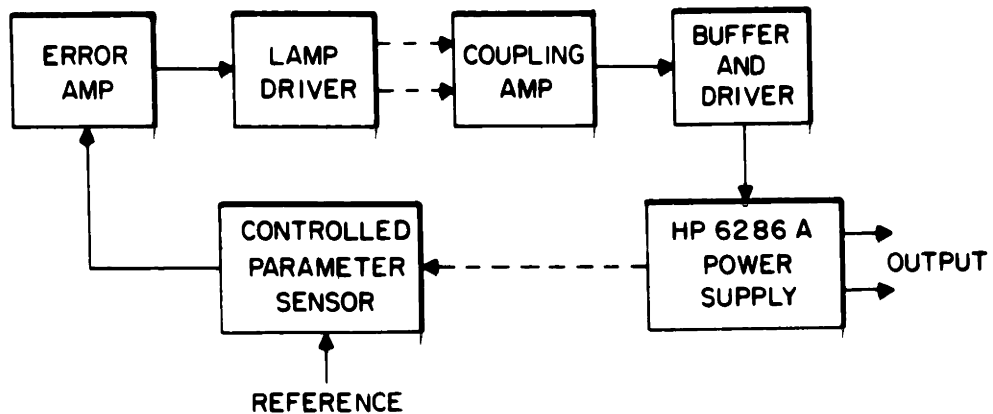 ERROR
AMP
LAMP
DRIVER
COUPLING
AMP
BUFFER
AND
DRIVER
CONTROLLED
PARAMETER
SENSOR
HP 6286 A
POWER
SUPPLY
OUTPUT
REFERENCE